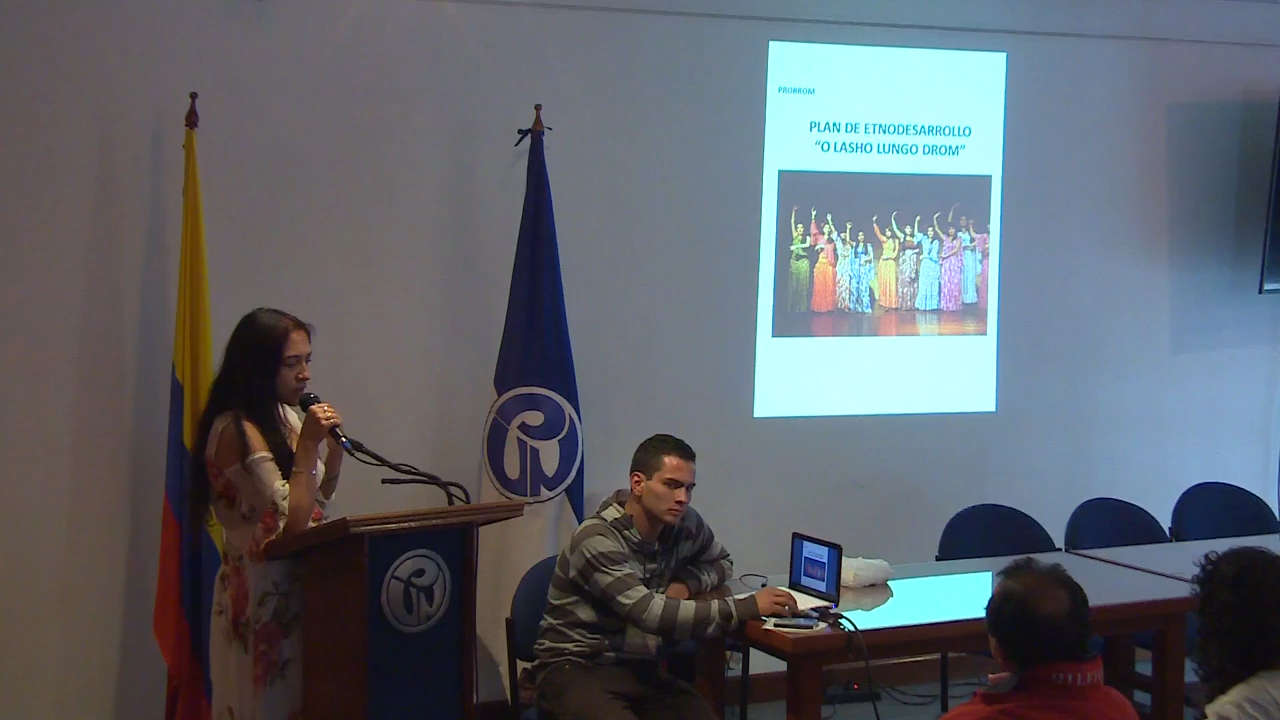 PRORROM
PLAN DE ETNODESARROLLO
“O LASHO LUNGO DROM”